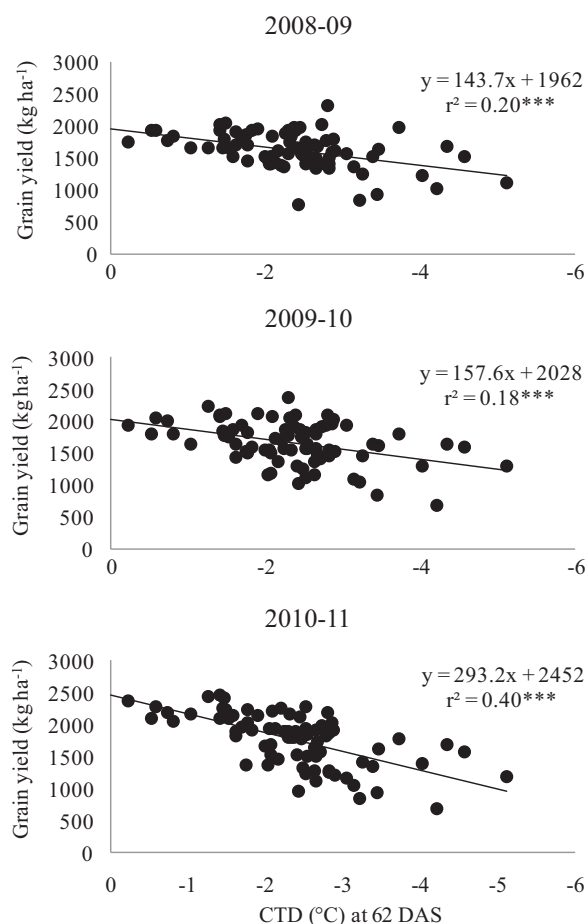 2008-09
y = 143.7x + 1962
r² = 0.20***
Grain yield (kg ha⁻¹)
3000
2500
2000
1500
1000
500
0
0 -2 -4 -6
2009-10
y = 157.6x + 2028
r² = 0.18***
Grain yield (kg ha⁻¹)
3000
2500
2000
1500
1000
500
0
0 -2 -4 -6
2010-11
y = 293.2x + 2452
r² = 0.40***
Grain yield (kg ha⁻¹)
3000
2500
2000
1500
1000
500
0
0 -1 -2 -3 -4 -5 -6
CTD (°C) at 62 DAS